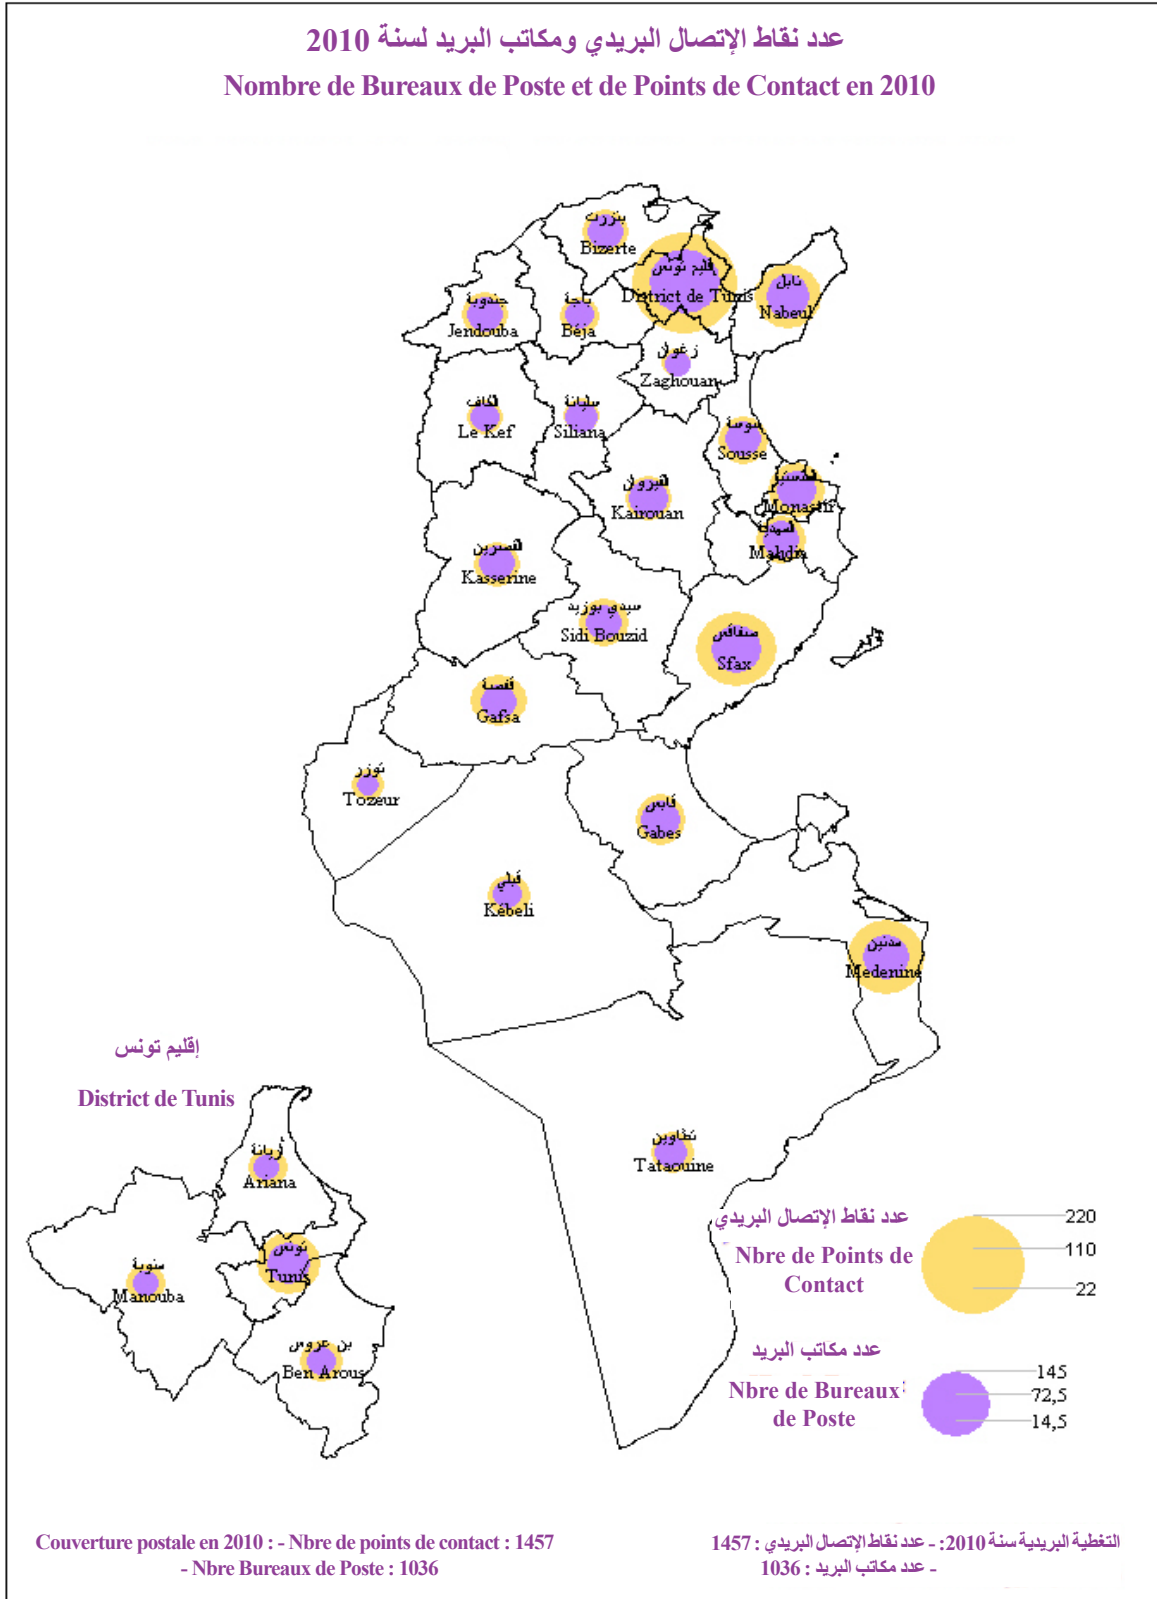 عدد نقاط الإتصال البريدي ومكاتب البريد لسنة 2010
Nombre de Bureaux de Poste et de Points de Contact en 2010
بنزرت
Bizerte
إقليم تونس
District de Tunis
نابل
Nabeul
جندوبة
Jendouba
باجة
Béja
زغوان
Zaghouan
الكاف
Le Kef
سليانة
Siliana
سوسة
Sousse
القيروان
Kairouan
المنستير
Monastir
المهدية
Mahdia
القصرين
Kasserine
سيدي بوزيد
Sidi Bouzid
صفاقس
Sfax
قفصة
Gafsa
توزر
Tozeur
قابس
Gabes
قبلي
Kébeli
مدنين
Medenine
تطاوين
Tataouine
إقليم تونس
District de Tunis
أريانة
Ariana
تونس
Tunis
منوبة
Manouba
بن عروس
Ben Arous
عدد نقاط الإتصال البريدي
Nbre de Points de
Contact
220
110
22
عدد مكاتب البريد
Nbre de Bureaux
de Poste
145
72,5
14,5
Couverture postale en 2010 : - Nbre de points de contact : 1457
- Nbre Bureaux de Poste : 1036
التغطية البريدية سنة 2010: - عدد نقاط الإتصال البريدي : 1457
- عدد مكاتب البريد : 1036